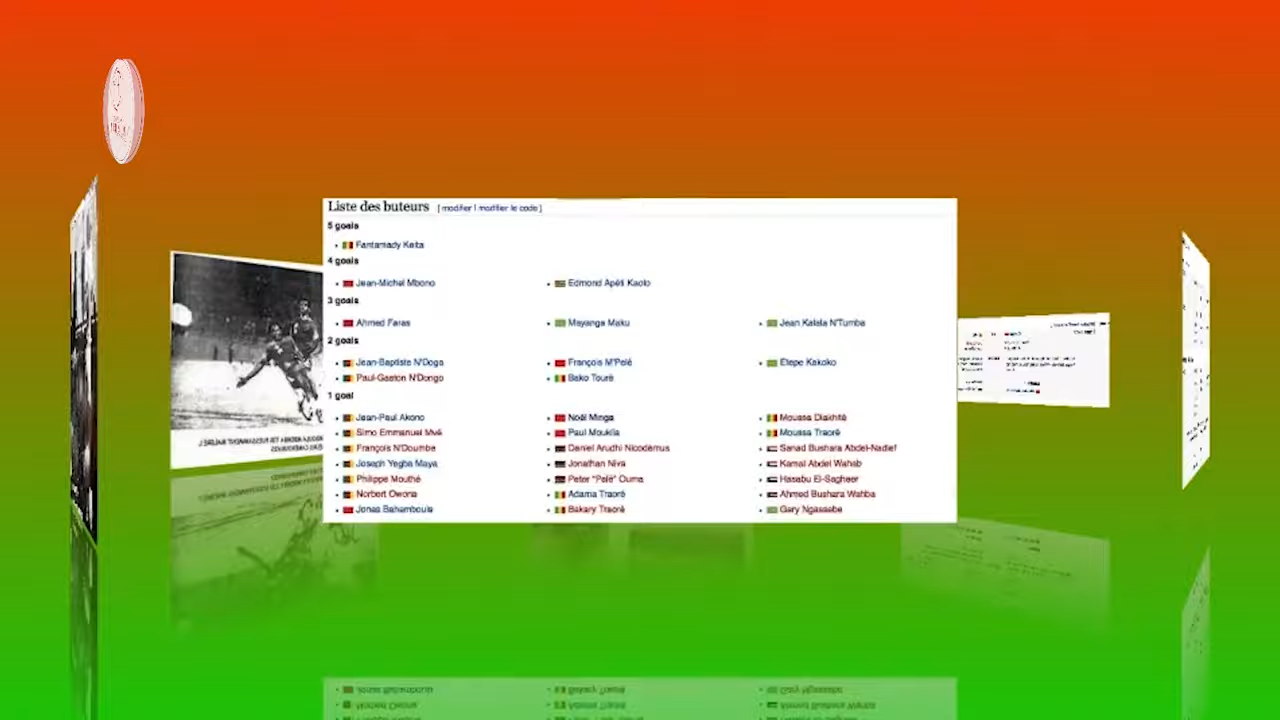 Liste des buteurs [ modifier | modifier le code ]
5 goals
Fantamady Keita
4 goals
Jean-Michel Mbono Edmond Apéti Kaolo
3 goals
Ahmed Faras Mayanga Maku Jean Kalala N'Tumba
2 goals
Jean-Baptiste N'Doga François M'Pelé Etepe Kakoko
Paul-Gaston N'Dongo Bako Touré
1 goal
Jean-Paul Akono Noël Minga Moussa Diakhité
Simo Emmanuel Mvé Paul Moukila Moussa Traoré
François N'Doumbe Daniel Arudhi Nicodémus Sanad Bushara Abdel-Nadief
Joseph Yegba Maya Jonathan Niva Kamal Abdel Wahab
Philippe Mouthé Peter "Pelé" Ouma Hasabu El-Sagheer
Norbert Owona Adama Traoré Ahmed Bushara Wahba
Jonas Bahamboula Bakary Traoré Gary Ngassebe